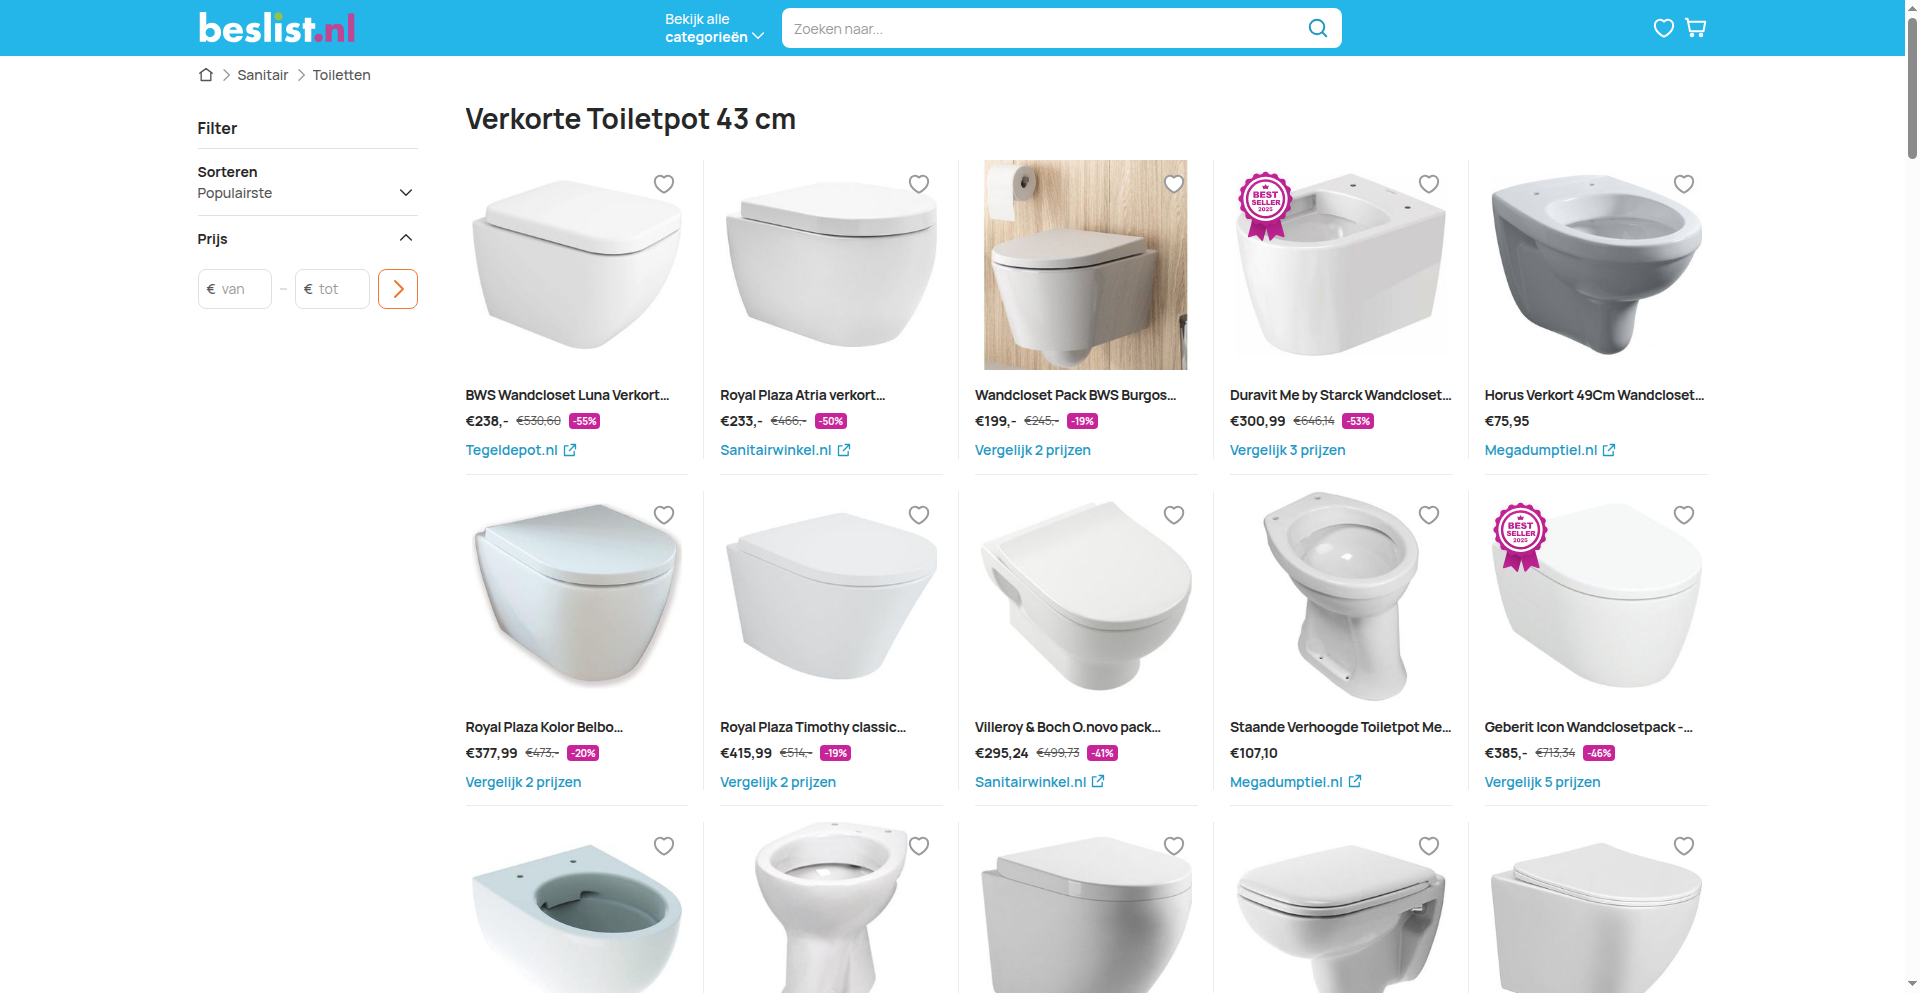 beslist.nl
Bekijk alle
categorieën
Zoeken naar...
Sanitair
Toiletten
Filter
Sorteren
Populairste
Prijs
€ van
–
€ tot
Verkorte Toiletpot 43 cm
BWS Wandcloset Luna Verkort...
€238,- €530,60 -55%
Tegeldepot.nl
Royal Plaza Atria verkort...
€233,- €466,- -50%
Sanitairwinkel.nl
Wandcloset Pack BWS Burgos...
€199,- €245,- -19%
Vergelijk 2 prijzen
BEST
SELLER
2025
Duravit Me by Starck Wandcloset...
€300,99 €646,14 -53%
Vergelijk 3 prijzen
Horus Verkort 49Cm Wandcloset...
€75,95
Megadumptiel.nl
Royal Plaza Kolor Belbo...
€377,99 €473,- -20%
Vergelijk 2 prijzen
Royal Plaza Timothy classic...
€415,99 €514,- -19%
Vergelijk 2 prijzen
Villeroy & Boch O.novo pack...
€295,24 €499,73 -41%
Sanitairwinkel.nl
Staande Verhoogde Toiletpot Me...
€107,10
Megadumptiel.nl
BEST
SELLER
2025
Geberit Icon Wandclosetpack -...
€385,- €713,34 -46%
Vergelijk 5 prijzen